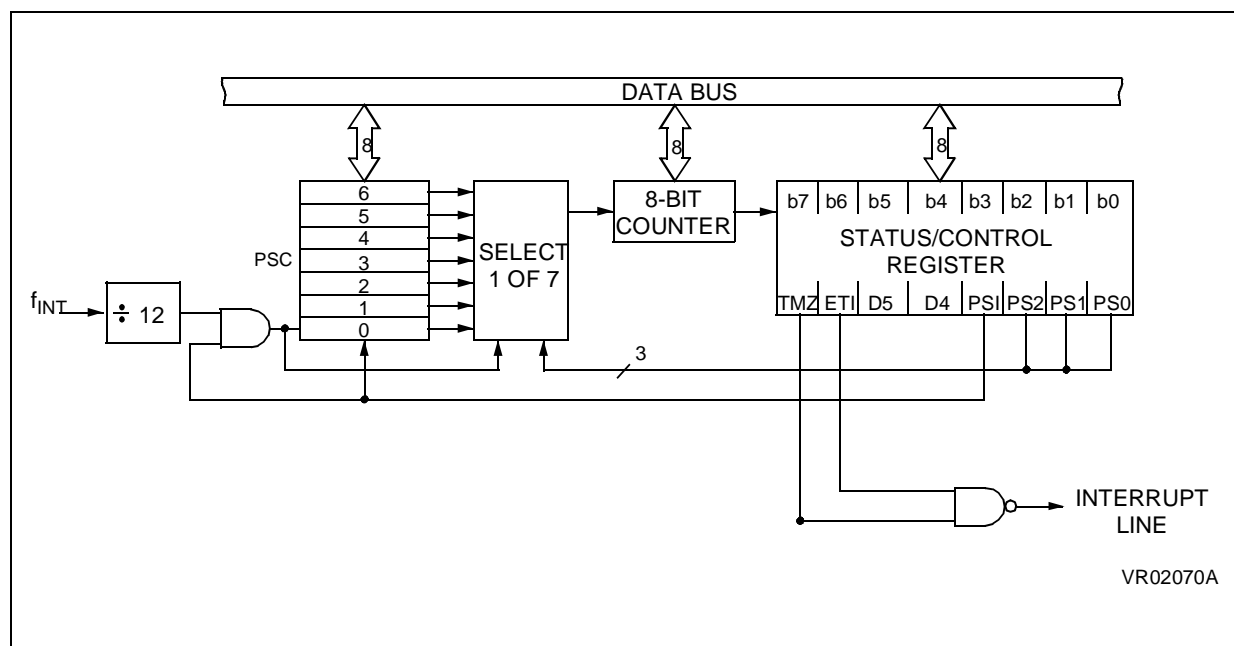 DATA BUS
8
8
8
6
5
4
3
2
1
0
PSC
SELECT
1 OF 7
8-BIT
COUNTER
b7 b6 b5 b4 b3 b2 b1 b0
STATUS/CONTROL
REGISTER
TMZ ETI D5 D4 PSI PS2 PS1 PS0
fINT
÷ 12
3
INTERRUPT
LINE
VR02070A